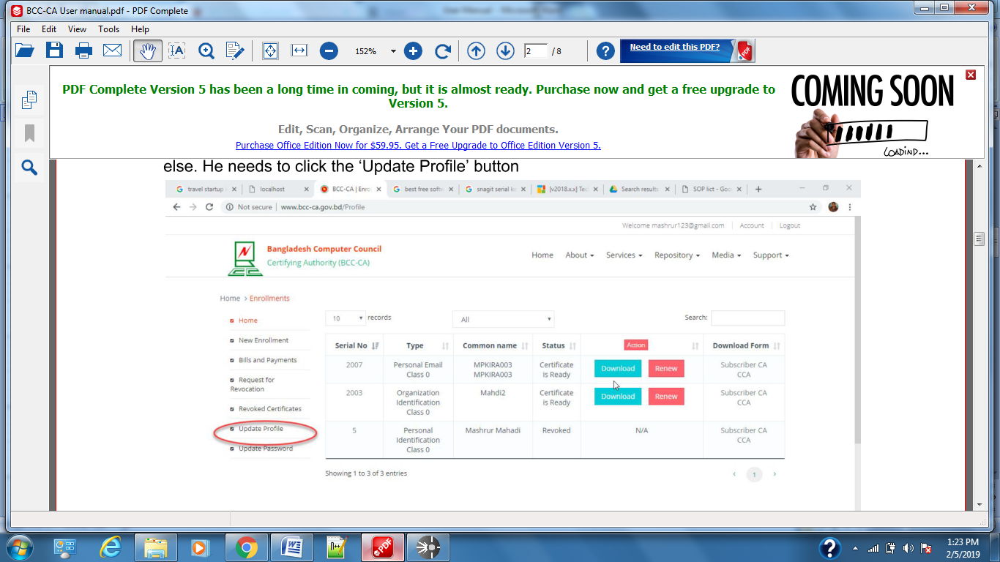 BCC-CA User manual.pdf - PDF Complete
File Edit View Tools Help
152% 2 / 8 Need to edit this PDF? PDF
PDF Complete Version 5 has been a long time in coming, but it is almost ready. Purchase now and get a free upgrade to
Version 5.
Edit, Scan, Organize, Arrange Your PDF documents.
Purchase Office Edition Now for $59.95. Get a Free Upgrade to Office Edition Version 5.
COMING SOON
LOADIND...
else. He needs to click the ‘Update Profile’ button
travel startup localhost BCC-CA | Enro best free softw snagit serial ke [v2018.x.x] Tec Search results SOP lict - Goo
Not secure | www.bcc-ca.gov.bd/Profile
Welcome mashrur123@gmail.com Account Logout
Bangladesh Computer Council
Certifying Authority (BCC-CA)
Home About Services Repository Media Support
Home > Enrollments
Home
New Enrollment
Bills and Payments
Request for
Revocation
Revoked Certificates
Update Profile
Update Password
10 records All Search:
Serial No Type Common name Status Action Download Form
2007 Personal Email MPKIRA003 Certificate Download Renew Subscriber CA
Class 0 MPKIRA003 is Ready CCA
2003 Organization Mahdi2 Certificate Download Renew Subscriber CA
Identification is Ready CCA
Class 0
5 Personal Mashrur Mahadi Revoked N/A Subscriber CA
Identification CCA
Class 0
Showing 1 to 3 of 3 entries ‹ 1 ›
1:23 PM
2/5/2019